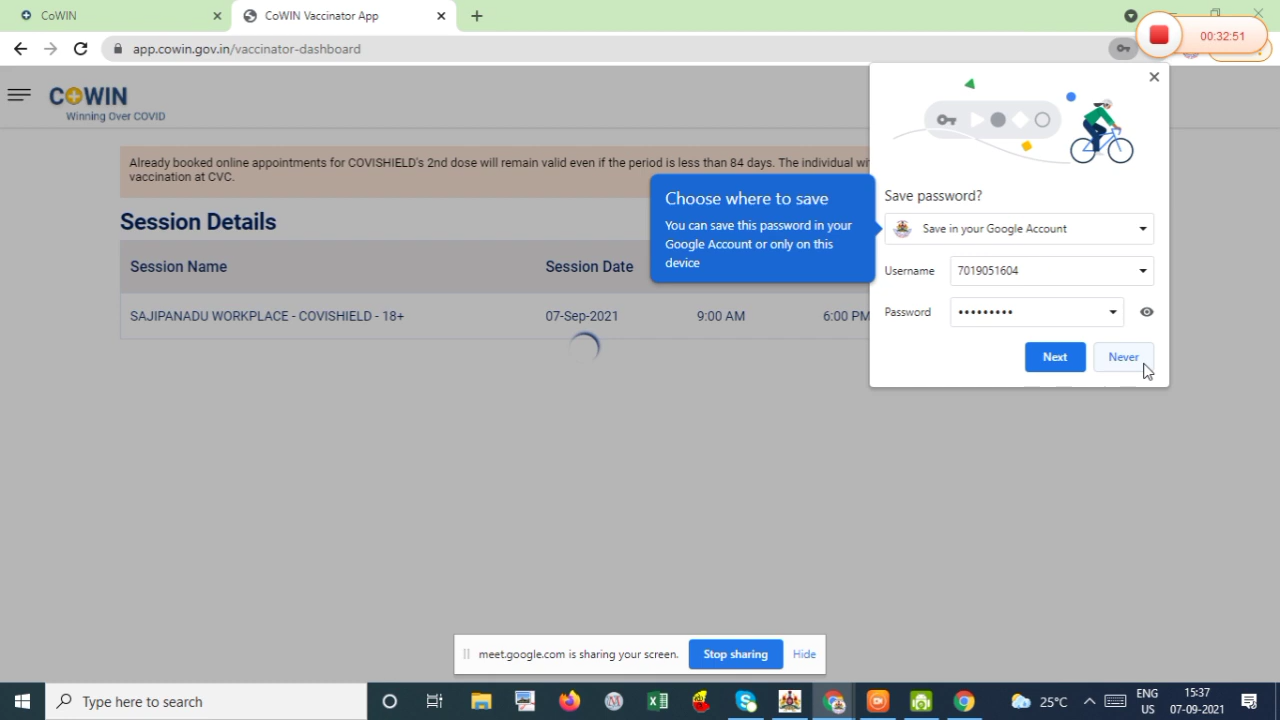 CoWIN
CoWIN Vaccinator App
00:32:51
app.cowin.gov.in/vaccinator-dashboard
COWIN
Winning Over COVID
Already booked online appointments for COVISHIELD's 2nd dose will remain valid even if the period is less than 84 days. The individual
vaccination at CVC.
Session Details
Session Name
Session Date
SAJIPANADU WORKPLACE - COVISHIELD - 18+
07-Sep-2021
9:00 AM
6:00 PM
Choose where to save
You can save this password in your
Google Account or only on this
device
Save password?
Save in your Google Account
Username
7019051604
Password
•••••••••
Next
Never
meet.google.com is sharing your screen.
Stop sharing
Hide
Type here to search
25°C
ENG
US
15:37
07-09-2021